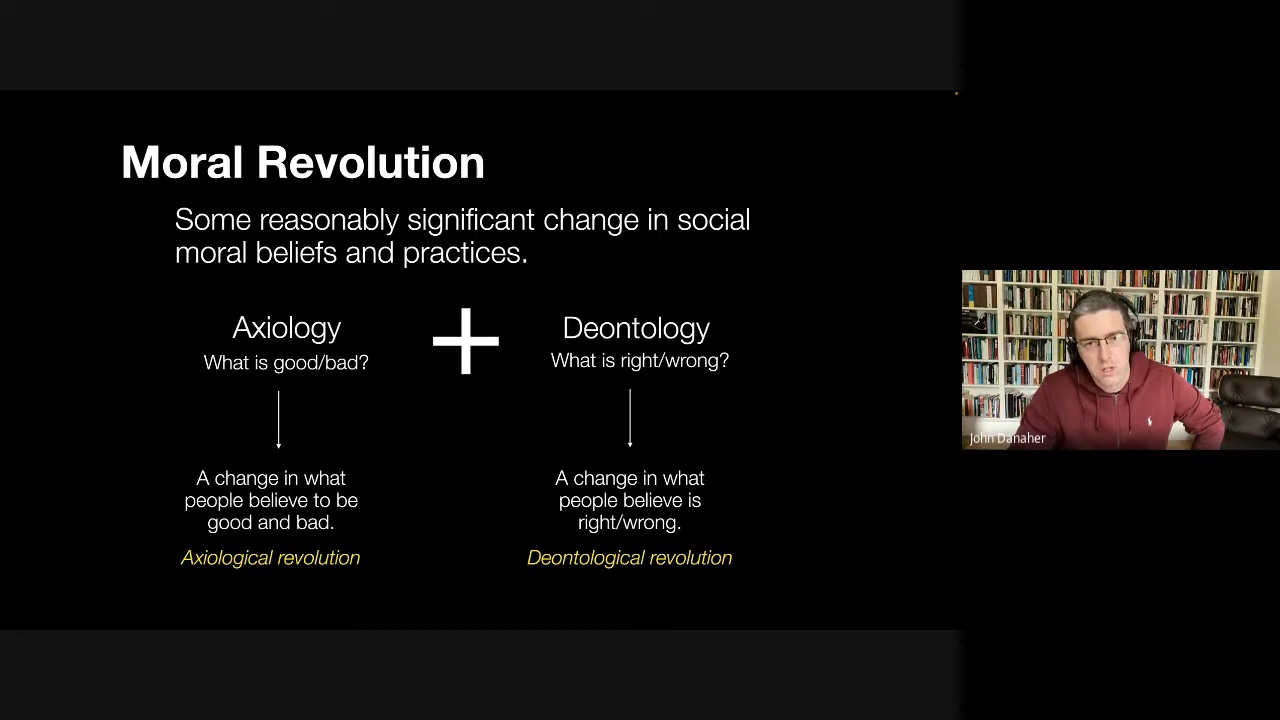 Moral Revolution
Some reasonably significant change in social
moral beliefs and practices.
Axiology
What is good/bad?
A change in what
people believe to be
good and bad.
Axiological revolution
Deontology
What is right/wrong?
A change in what
people believe is
right/wrong.
Deontological revolution
John Danaher